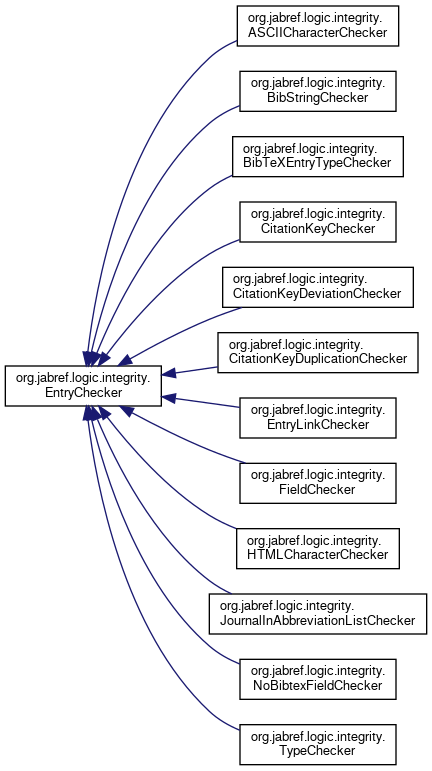 org.jabref.logic.integrity.
ASCIICharacterChecker
org.jabref.logic.integrity.
BibStringChecker
org.jabref.logic.integrity.
BibTeXEntryTypeChecker
org.jabref.logic.integrity.
CitationKeyChecker
org.jabref.logic.integrity.
CitationKeyDeviationChecker
org.jabref.logic.integrity.
CitationKeyDuplicationChecker
org.jabref.logic.integrity.
EntryChecker
org.jabref.logic.integrity.
EntryLinkChecker
org.jabref.logic.integrity.
FieldChecker
org.jabref.logic.integrity.
HTMLCharacterChecker
org.jabref.logic.integrity.
JournalInAbbreviationListChecker
org.jabref.logic.integrity.
NoBibtexFieldChecker
org.jabref.logic.integrity.
TypeChecker